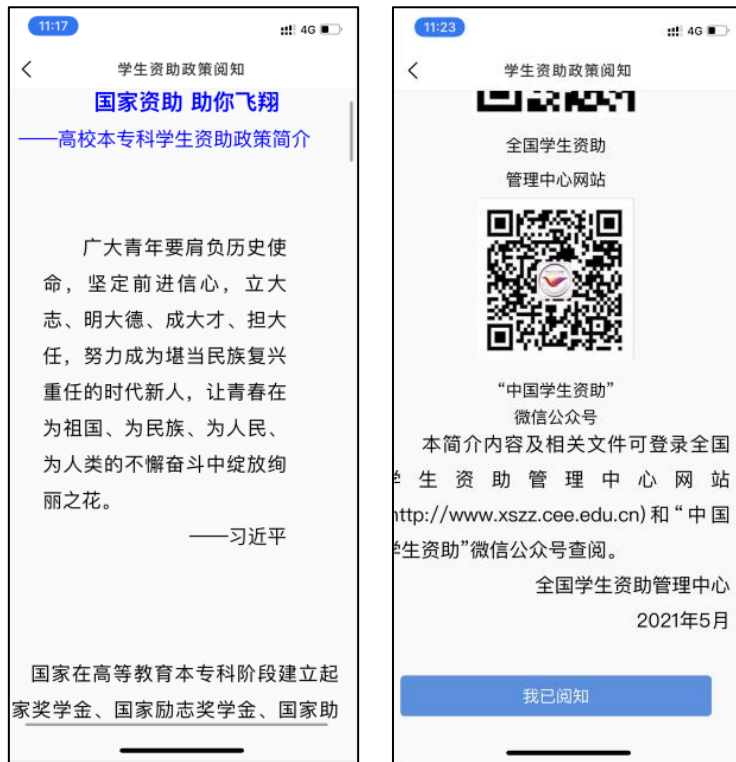 11:17
4G
学生资助政策阅知
国家资助 助你飞翔
——高校本专科学生资助政策简介
广大青年要肩负历史使
命，坚定前进信心，立大
志、明大德、成大才、担大
任，努力成为堪当民族复兴
重任的时代新人，让青春在
为祖国、为民族、为人民、
为人类的不懈奋斗中绽放绚
丽之花。
——习近平
国家在高等教育本专科阶段建立起
家奖学金、国家励志奖学金、国家助
11:23
4G
学生资助政策阅知
全国学生资助
管理中心网站
“中国学生资助”
微信公众号
本简介内容及相关文件可登录全国
学生资助管理中心网站
http://www.xszz.cee.edu.cn)和“中国
学生资助”微信公众号查阅。
全国学生资助管理中心
2021年5月
我已阅知